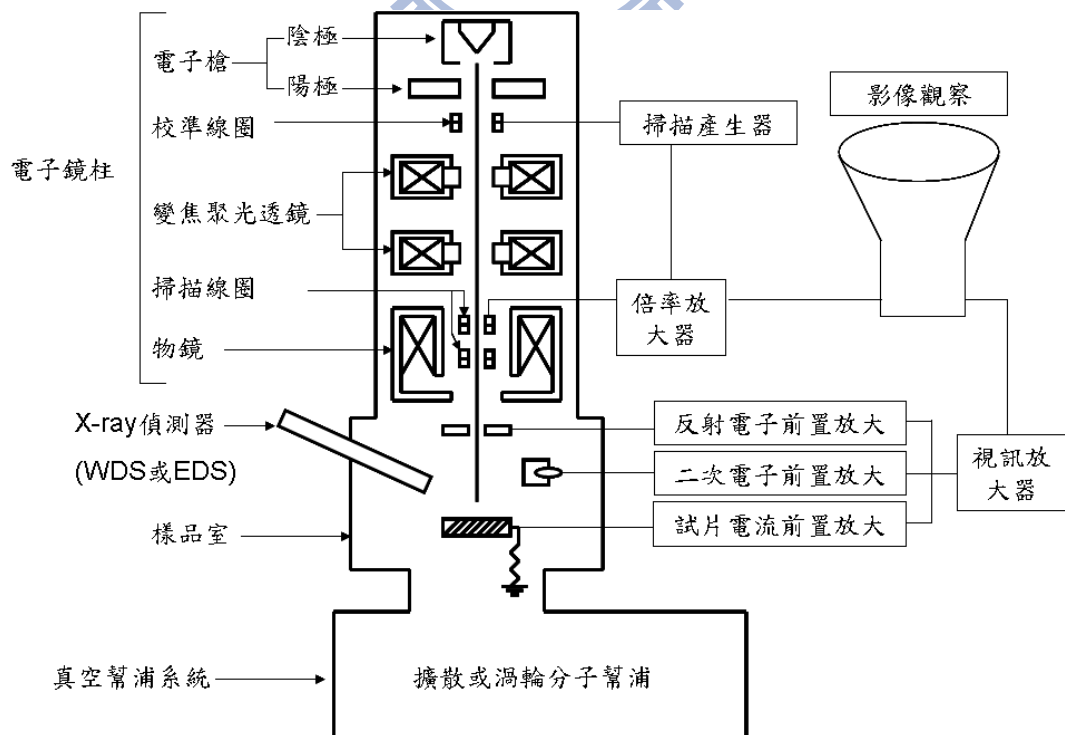 電子鏡柱
電子槍
陰極
陽極
校準線圈
變焦聚光透鏡
掃描線圈
物鏡
X-ray偵測器
(WDS或EDS)
樣品室
真空幫浦系統
擴散或渦輪分子幫浦
掃描產生器
影像觀察
倍率放
大器
反射電子前置放大
二次電子前置放大
試片電流前置放大
視訊放
大器